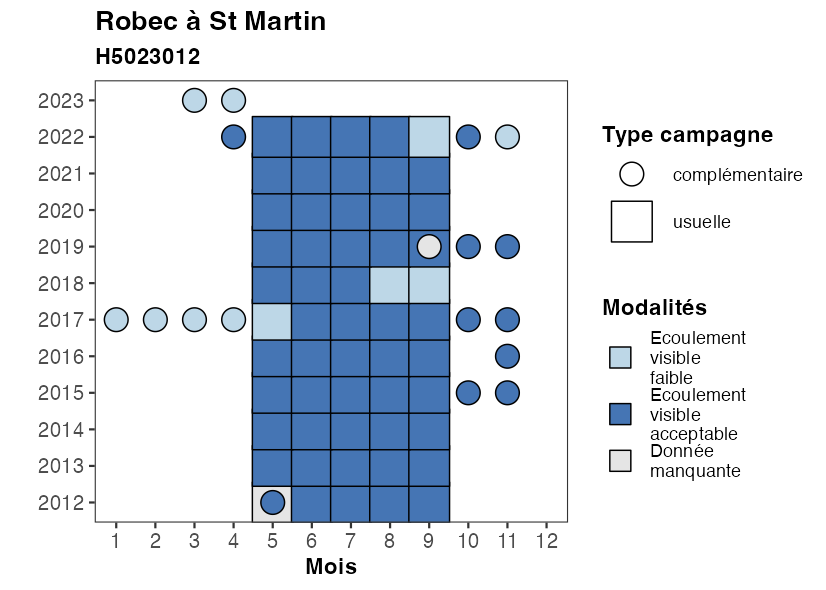 Robec à St Martin
H5023012
2023
2022
2021
2020
2019
2018
2017
2016
2015
2014
2013
2012
1 2 3 4 5 6 7 8 9 10 11 12
Mois
Type campagne
complémentaire
usuelle
Modalités
Ecoulement
visible
faible
Ecoulement
visible
acceptable
Donnée
manquante